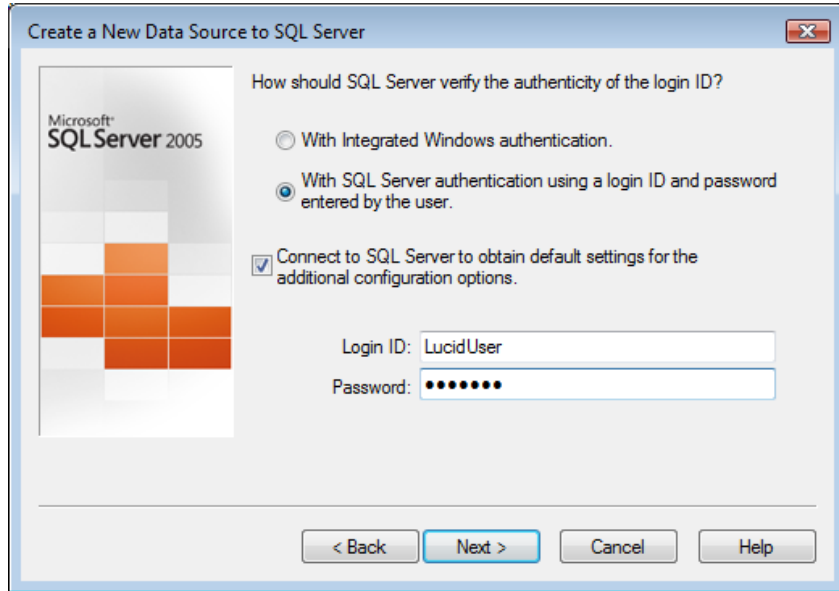 Create a New Data Source to SQL Server
How should SQL Server verify the authenticity of the login ID?
Microsoft
SQL Server 2005
With Integrated Windows authentication.
With SQL Server authentication using a login ID and password
entered by the user.
Connect to SQL Server to obtain default settings for the
additional configuration options.
Login ID: LucidUser
Password: •••••••
< Back Next > Cancel Help